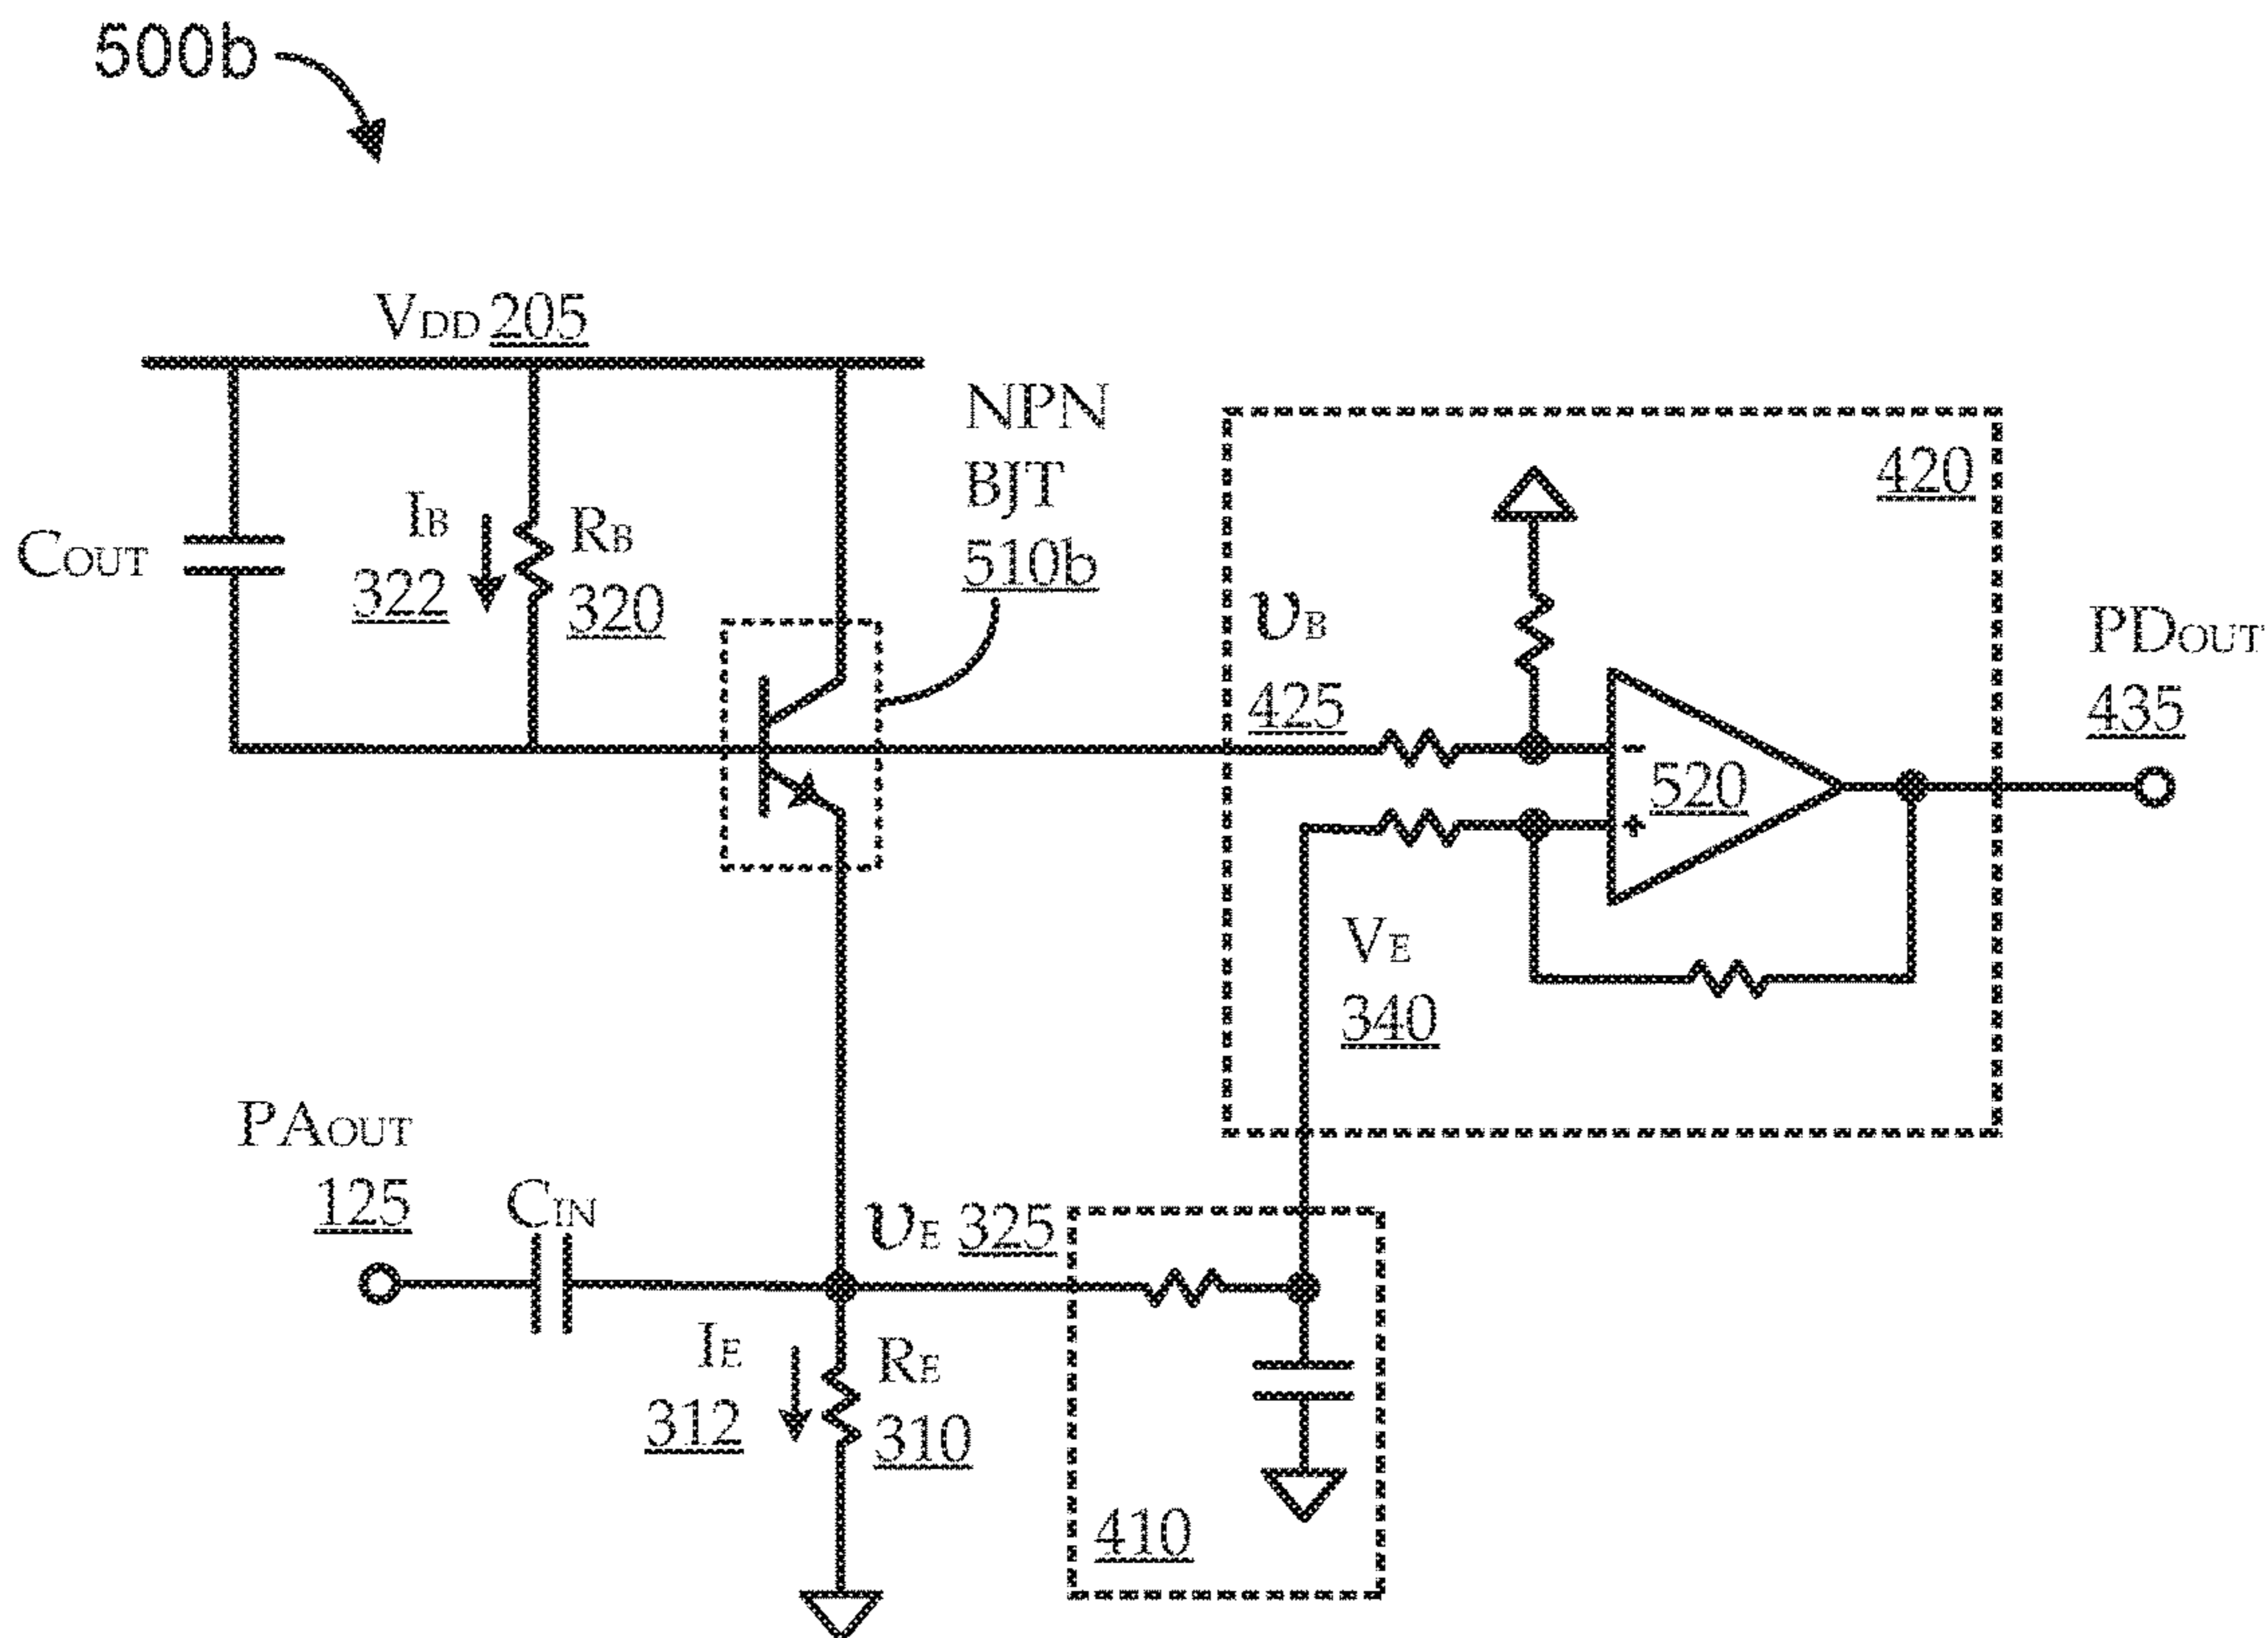 500b
VDD 205
NPN
BJT
510b
COUT
IB
322
RB
320
420
υB
425
-
+
520
PDOUT
435
VE
340
PAOUT
125
CIN
υE 325
IE
312
RE
310
410